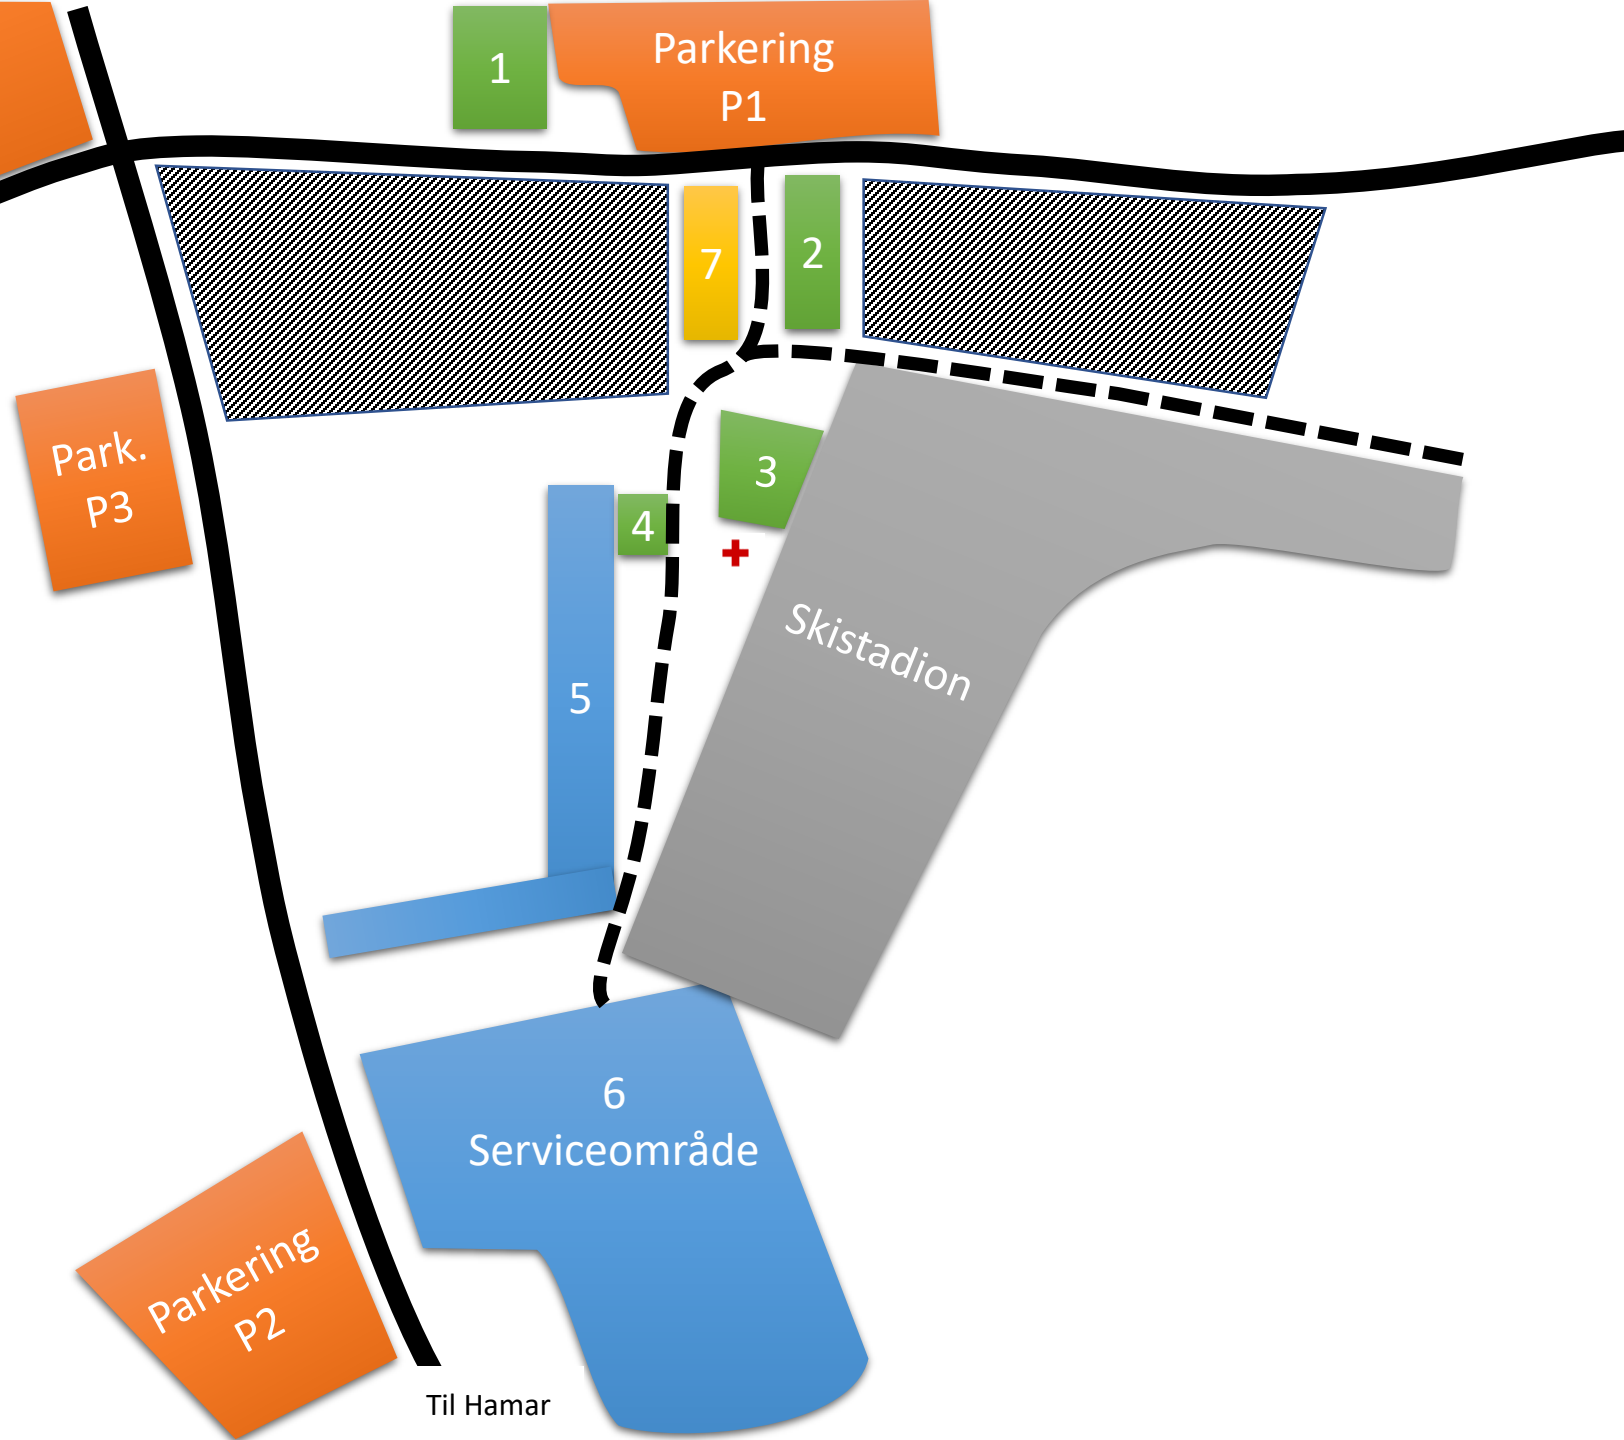 1
Parkering
P1
7
2
Park.
P3
3
4
Skistadion
5
6
Serviceområde
Parkering
P2
Til Hamar